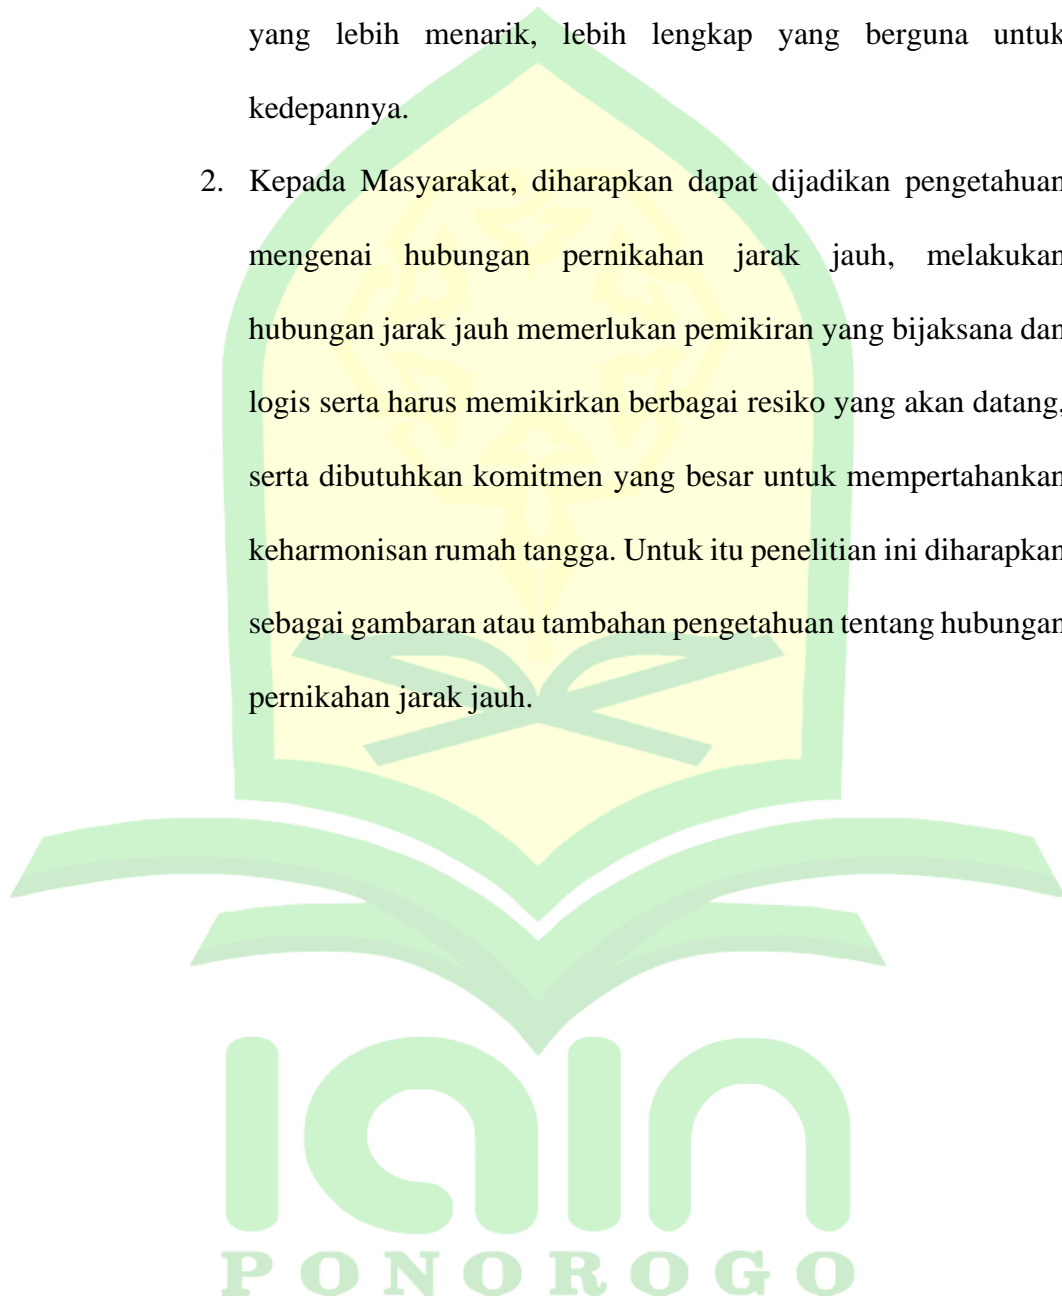 yang lebih menarik, lebih lengkap yang berguna untuk
kedepannya.
2. Kepada Masyarakat, diharapkan dapat dijadikan pengetahuan
mengenai hubungan pernikahan jarak jauh, melakukan
hubungan jarak jauh memerlukan pemikiran yang bijaksana dan
logis serta harus memikirkan berbagai resiko yang akan datang,
serta dibutuhkan komitmen yang besar untuk mempertahankan
keharmonisan rumah tangga. Untuk itu penelitian ini diharapkan
sebagai gambaran atau tambahan pengetahuan tentang hubungan
pernikahan jarak jauh.
iain
PONOROGO